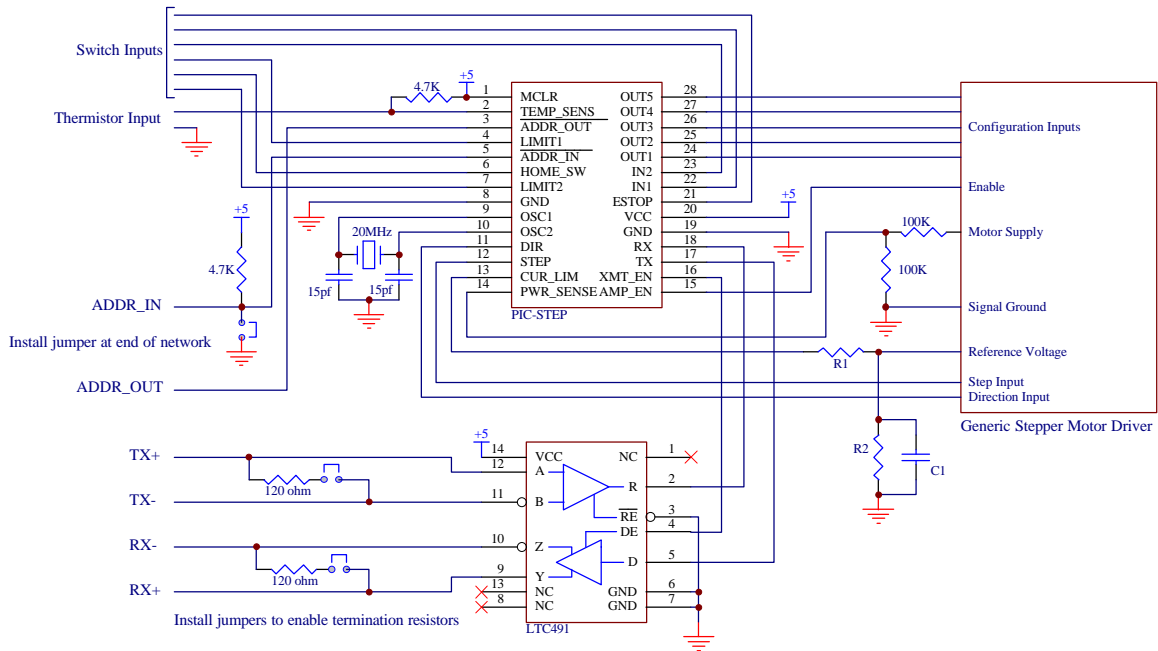 Switch Inputs
Thermistor Input
4.7K
+5
1 MCLR OUT5 28
2 TEMP_SENS OUT4 27
3 ADDR_OUT OUT3 26
4 LIMIT1 OUT2 25
5 ADDR_IN OUT1 24
6 HOME_SW IN2 23
7 LIMIT2 IN1 22
8 GND ESTOP 21
9 OSC1 VCC 20
10 OSC2 GND 19
11 DIR RX 18
12 STEP TX 17
13 CUR_LIM XMT_EN 16
14 PWR_SENSE AMP_EN 15
PIC-STEP
+5
20MHz
15pf
15pf
+5
4.7K
ADDR_IN
Install jumper at end of network
ADDR_OUT
Configuration Inputs
Enable
Motor Supply
Signal Ground
Reference Voltage
Step Input
Direction Input
Generic Stepper Motor Driver
100K
100K
R1
R2
C1
TX+
120 ohm
TX-
RX-
120 ohm
RX+
Install jumpers to enable termination resistors
+5
14 VCC NC 1
12 A R 2
11 B RE 3
DE 4
10 Z D 5
9 Y
13 NC GND 6
8 NC GND 7
LTC491